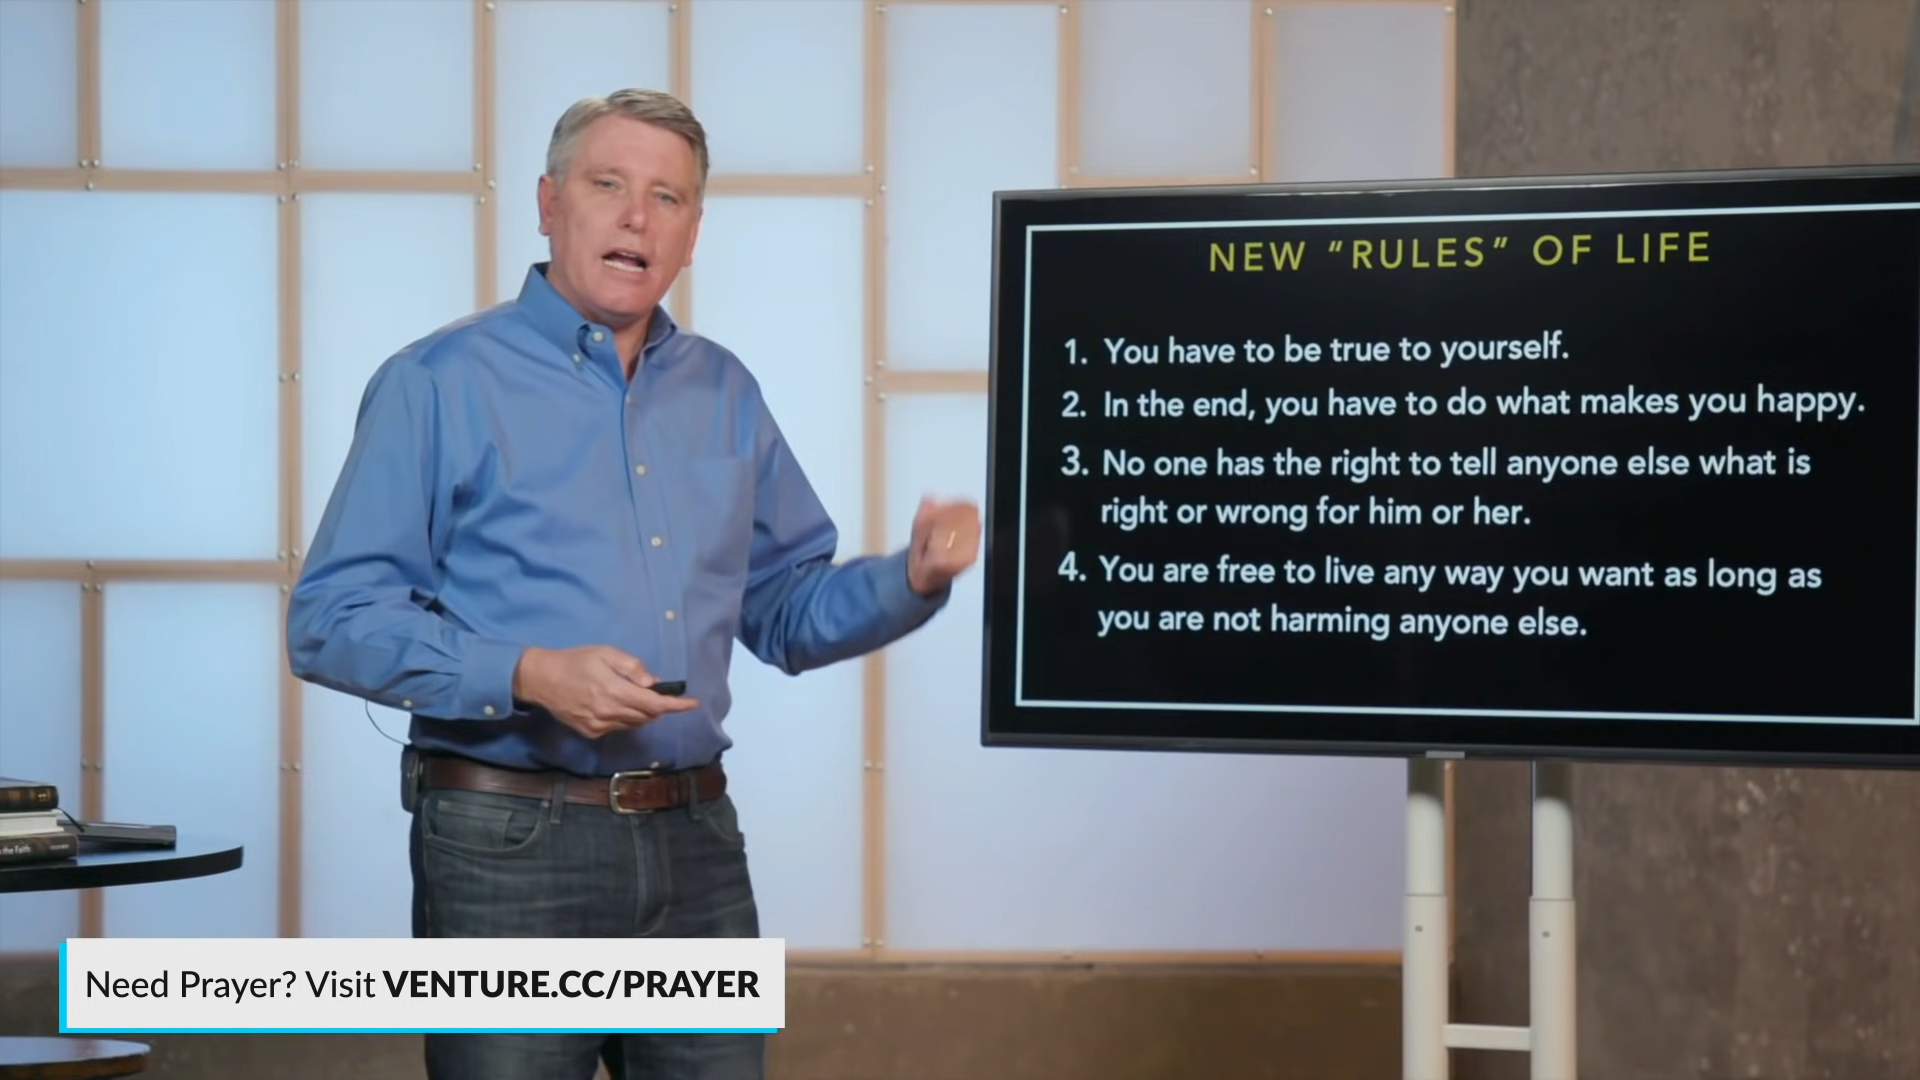 NEW "RULES" OF LIFE
1. You have to be true to yourself.
2. In the end, you have to do what makes you happy.
3. No one has the right to tell anyone else what is
right or wrong for him or her.
4. You are free to live any way you want as long as
you are not harming anyone else.
the Faith
Need Prayer? Visit VENTURE.CC/PRAYER